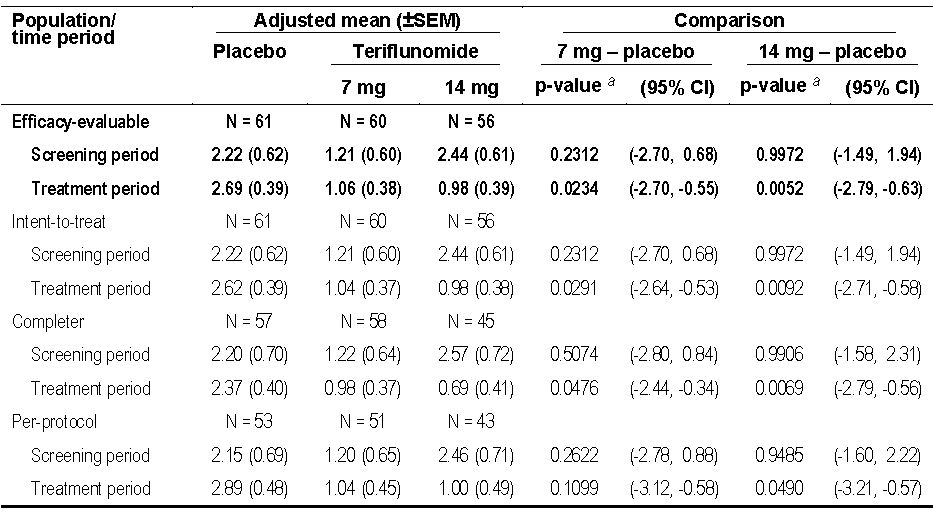 Population/ Adjusted mean (±SEM) Comparison
time period Placebo Teriflunomide 7 mg – placebo 14 mg – placebo
7 mg 14 mg p-value a (95% CI) p-value a (95% CI)
Efficacy-evaluable N = 61 N = 60 N = 56
Screening period 2.22 (0.62) 1.21 (0.60) 2.44 (0.61) 0.2312 (-2.70, 0.68) 0.9972 (-1.49, 1.94)
Treatment period 2.69 (0.39) 1.06 (0.38) 0.98 (0.39) 0.0234 (-2.70, -0.55) 0.0052 (-2.79, -0.63)
Intent-to-treat N = 61 N = 60 N = 56
Screening period 2.22 (0.62) 1.21 (0.60) 2.44 (0.61) 0.2312 (-2.70, 0.68) 0.9972 (-1.49, 1.94)
Treatment period 2.62 (0.39) 1.04 (0.37) 0.98 (0.38) 0.0291 (-2.64, -0.53) 0.0092 (-2.71, -0.58)
Completer N = 57 N = 58 N = 45
Screening period 2.20 (0.70) 1.22 (0.64) 2.57 (0.72) 0.5074 (-2.80, 0.84) 0.9906 (-1.58, 2.31)
Treatment period 2.37 (0.40) 0.98 (0.37) 0.69 (0.41) 0.0476 (-2.44, -0.34) 0.0069 (-2.79, -0.56)
Per-protocol N = 53 N = 51 N = 43
Screening period 2.15 (0.69) 1.20 (0.65) 2.46 (0.71) 0.2622 (-2.78, 0.88) 0.9485 (-1.60, 2.22)
Treatment period 2.89 (0.48) 1.04 (0.45) 1.00 (0.49) 0.1099 (-3.12, -0.58) 0.0490 (-3.21, -0.57)